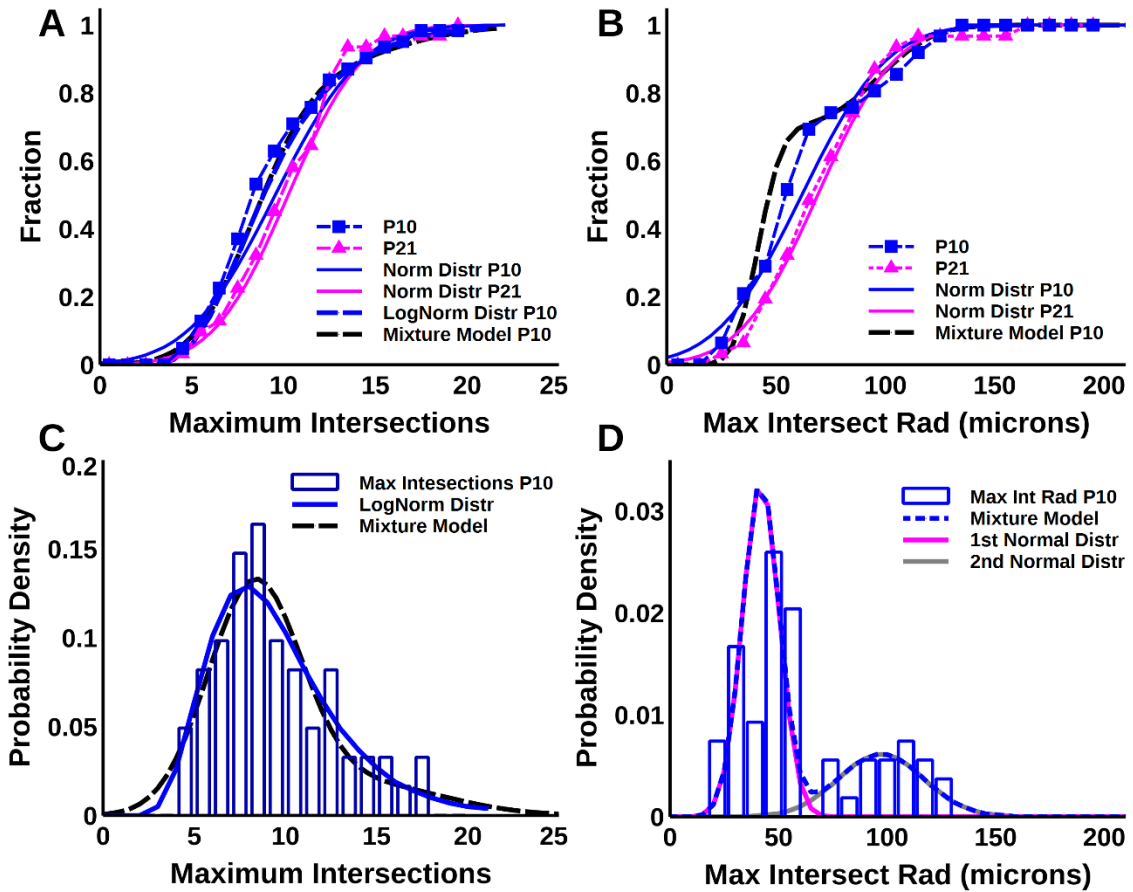 A
1
0.8
0.6
0.4
0.2
0
Fraction
P10
P21
Norm Distr P10
Norm Distr P21
LogNorm Distr P10
Mixture Model P10
0 5 10 15 20 25
Maximum Intersections
B
1
0.8
0.6
0.4
0.2
0
Fraction
P10
P21
Norm Distr P10
Norm Distr P21
Mixture Model P10
0 50 100 150 200
Max Intersect Rad (microns)
C
0.2
0.15
0.1
0.05
0
Probability Density
Max Intesections P10
LogNorm Distr
Mixture Model
0 5 10 15 20 25
Maximum Intersections
D
0.03
0.02
0.01
0
Probability Density
Max Int Rad P10
Mixture Model
1st Normal Distr
2nd Normal Distr
0 50 100 150 200
Max Intersect Rad (microns)